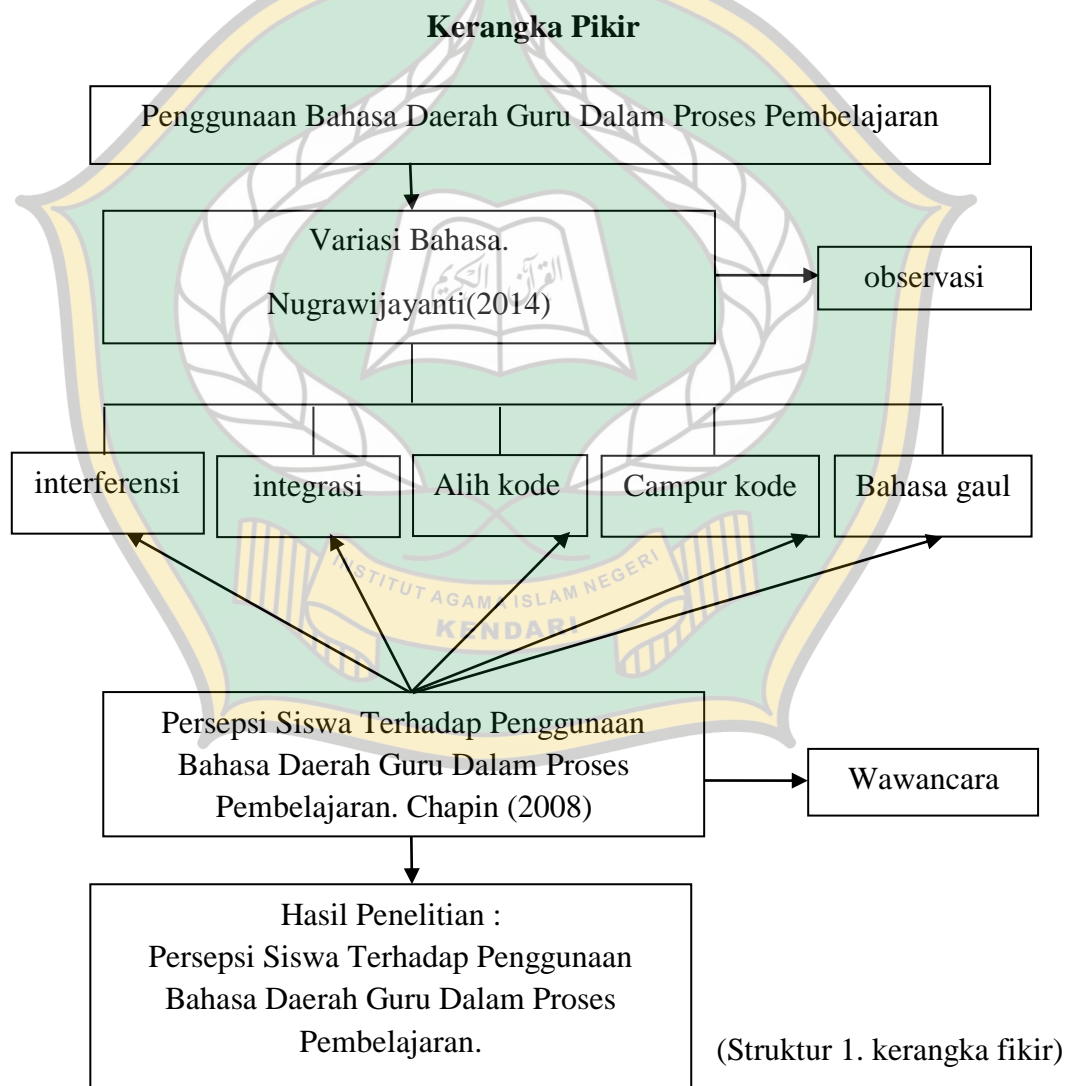 Kerangka Pikir
Penggunaan Bahasa Daerah Guru Dalam Proses Pembelajaran
Variasi Bahasa.
Nugrawijayanti(2014)
observasi
القرآن الكريم
interferensi
integrasi
Alih kode
Campur kode
Bahasa gaul
INSTITUT AGAMA ISLAM NEGERI
KENDARI
Persepsi Siswa Terhadap Penggunaan
Bahasa Daerah Guru Dalam Proses
Pembelajaran. Chapin (2008)
Wawancara
Hasil Penelitian :
Persepsi Siswa Terhadap Penggunaan
Bahasa Daerah Guru Dalam Proses
Pembelajaran.
(Struktur 1. kerangka fikir)